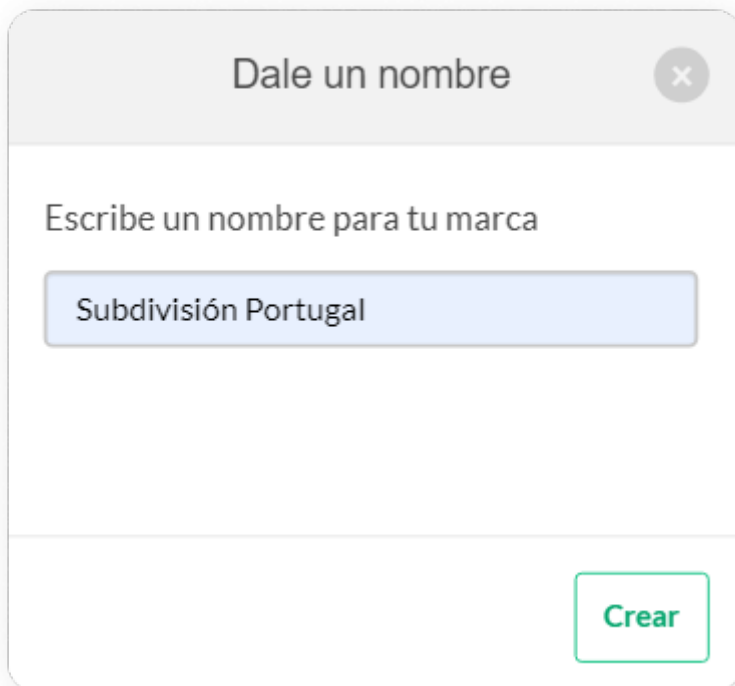 Dale un nombre
Escribe un nombre para tu marca
Subdivisión Portugal
Crear